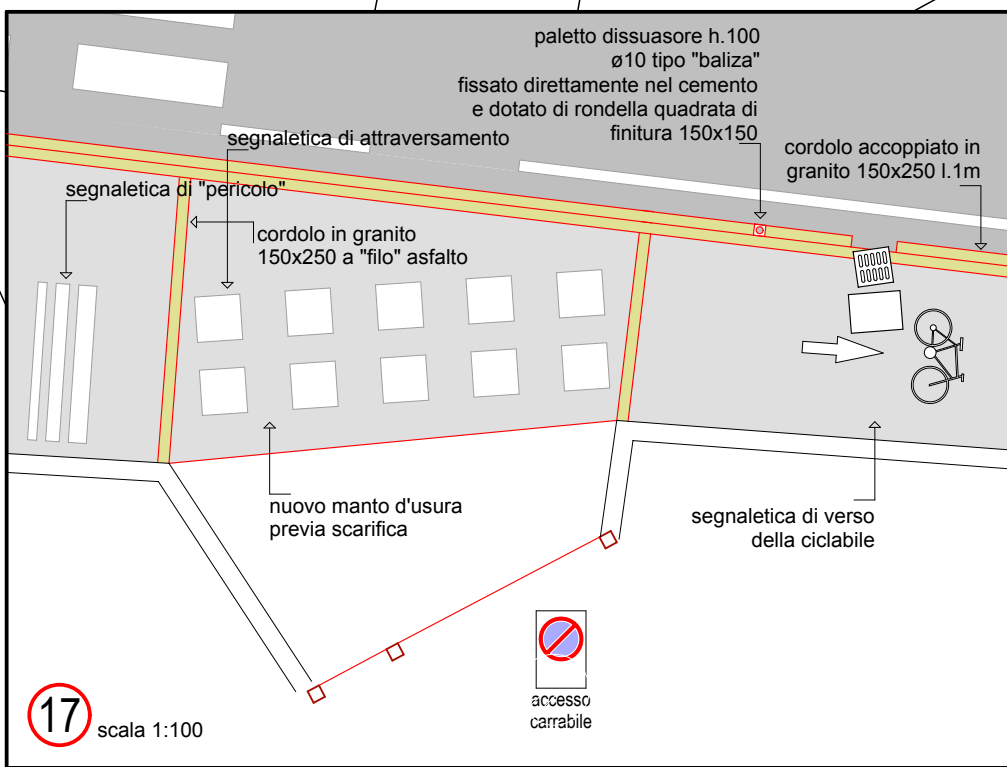 paletto dissuasore h.100
ø10 tipo "baliza"
fissato direttamente nel cemento
e dotato di rondella quadrata di
finitura 150x150
segnaletica di attraversamento
cordolo accoppiato in
granito 150x250 l.1m
segnaletica di "pericolo"
cordolo in granito
150x250 a "filo" asfalto
nuovo manto d'usura
previa scarifica
segnaletica di verso
della ciclabile
accesso
carrabile
17
scala 1:100